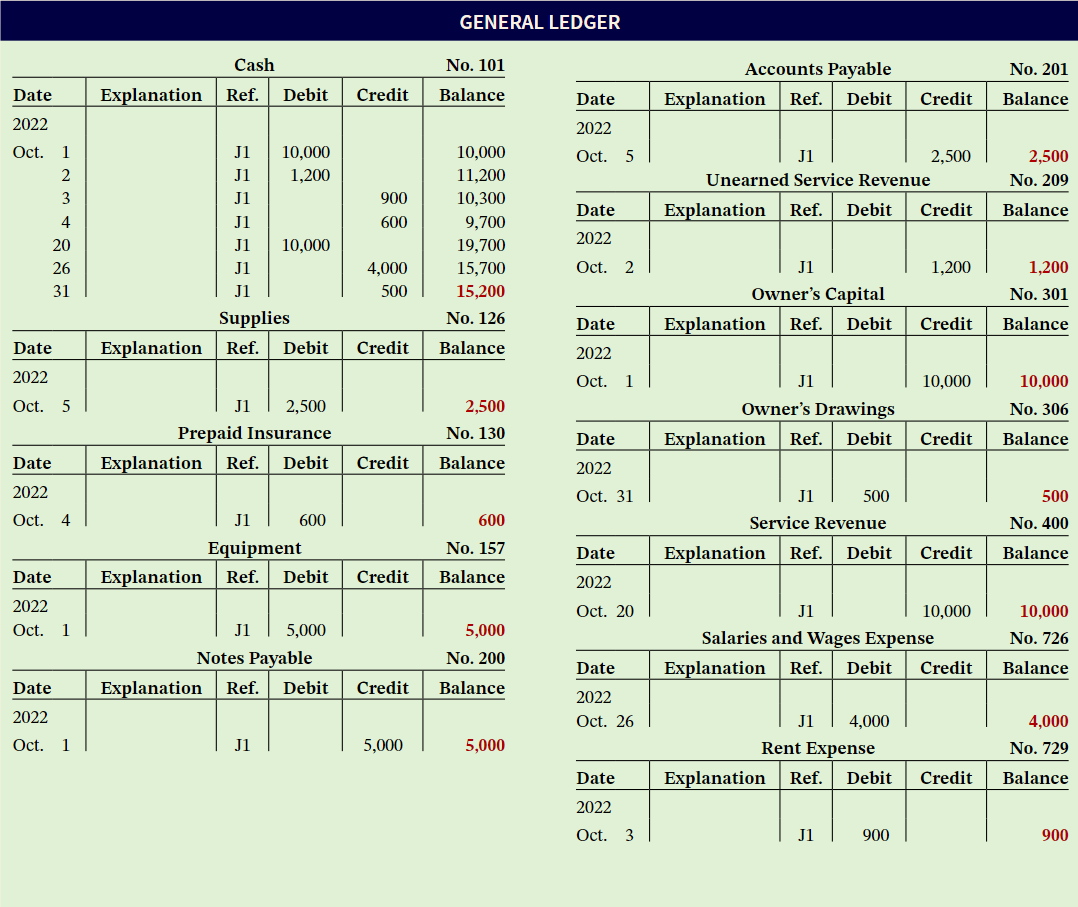 GENERAL LEDGER
Cash No. 101
Date Explanation Ref. Debit Credit Balance
2022
Oct. 1 J1 10,000 10,000
2 J1 1,200 11,200
3 J1 900 10,300
4 J1 600 9,700
20 J1 10,000 19,700
26 J1 4,000 15,700
31 J1 500 15,200
Supplies No. 126
Date Explanation Ref. Debit Credit Balance
2022
Oct. 5 J1 2,500 2,500
Prepaid Insurance No. 130
Date Explanation Ref. Debit Credit Balance
2022
Oct. 4 J1 600 600
Equipment No. 157
Date Explanation Ref. Debit Credit Balance
2022
Oct. 1 J1 5,000 5,000
Notes Payable No. 200
Date Explanation Ref. Debit Credit Balance
2022
Oct. 1 J1 5,000 5,000
Accounts Payable No. 201
Date Explanation Ref. Debit Credit Balance
2022
Oct. 5 J1 2,500 2,500
Unearned Service Revenue No. 209
Date Explanation Ref. Debit Credit Balance
2022
Oct. 2 J1 1,200 1,200
Owner’s Capital No. 301
Date Explanation Ref. Debit Credit Balance
2022
Oct. 1 J1 10,000 10,000
Owner’s Drawings No. 306
Date Explanation Ref. Debit Credit Balance
2022
Oct. 31 J1 500 500
Service Revenue No. 400
Date Explanation Ref. Debit Credit Balance
2022
Oct. 20 J1 10,000 10,000
Salaries and Wages Expense No. 726
Date Explanation Ref. Debit Credit Balance
2022
Oct. 26 J1 4,000 4,000
Rent Expense No. 729
Date Explanation Ref. Debit Credit Balance
2022
Oct. 3 J1 900 900